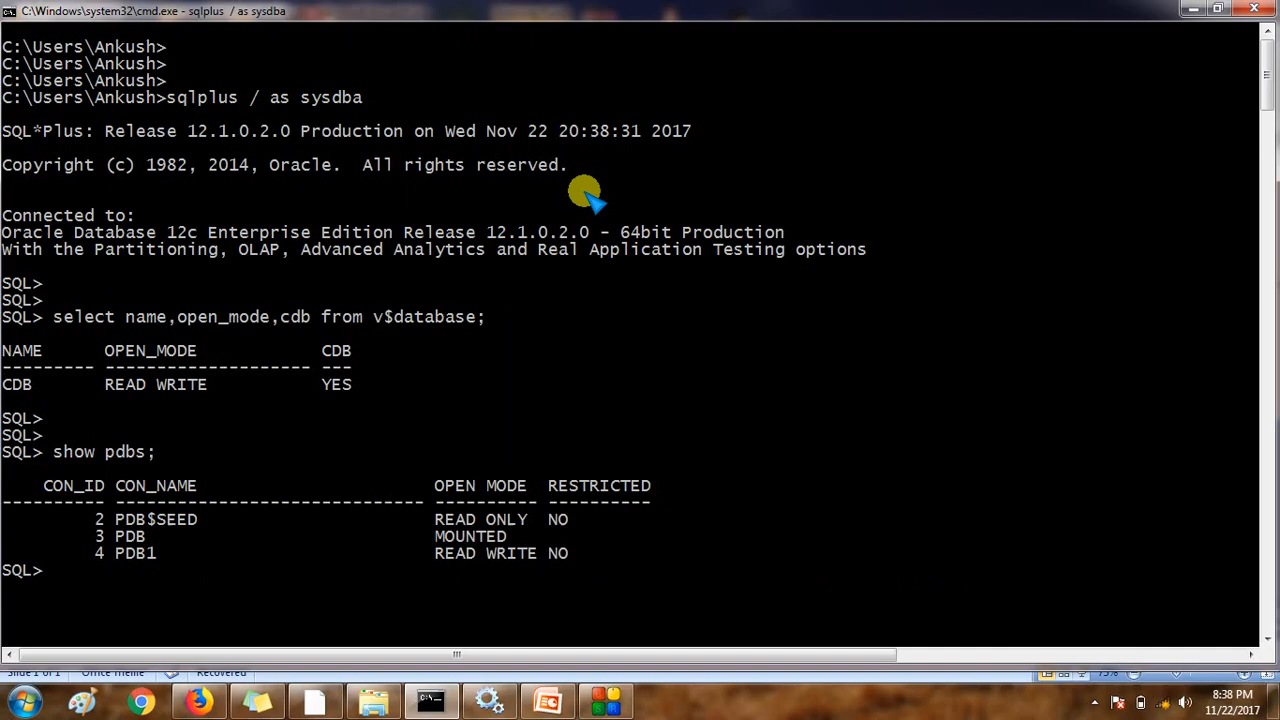 C:\Windows\system32\cmd.exe - sqlplus / as sysdba
C:\Users\Ankush>
C:\Users\Ankush>
C:\Users\Ankush>
C:\Users\Ankush>sqlplus / as sysdba
SQL*Plus: Release 12.1.0.2.0 Production on Wed Nov 22 20:38:31 2017
Copyright (c) 1982, 2014, Oracle.  All rights reserved.
Connected to:
Oracle Database 12c Enterprise Edition Release 12.1.0.2.0 - 64bit Production
With the Partitioning, OLAP, Advanced Analytics and Real Application Testing options
SQL>
SQL>
SQL> select name,open_mode,cdb from v$database;
NAME      OPEN_MODE            CDB
--------- -------------------- ---
CDB       READ WRITE           YES
SQL>
SQL>
SQL> show pdbs;
    CON_ID CON_NAME                       OPEN MODE  RESTRICTED
---------- ------------------------------ ---------- ----------
         2 PDB$SEED                       READ ONLY  NO
         3 PDB                            MOUNTED
         4 PDB1                           READ WRITE NO
SQL>
Slide 1 of 1 Office Theme Recovered 75%
8:38 PM
11/22/2017